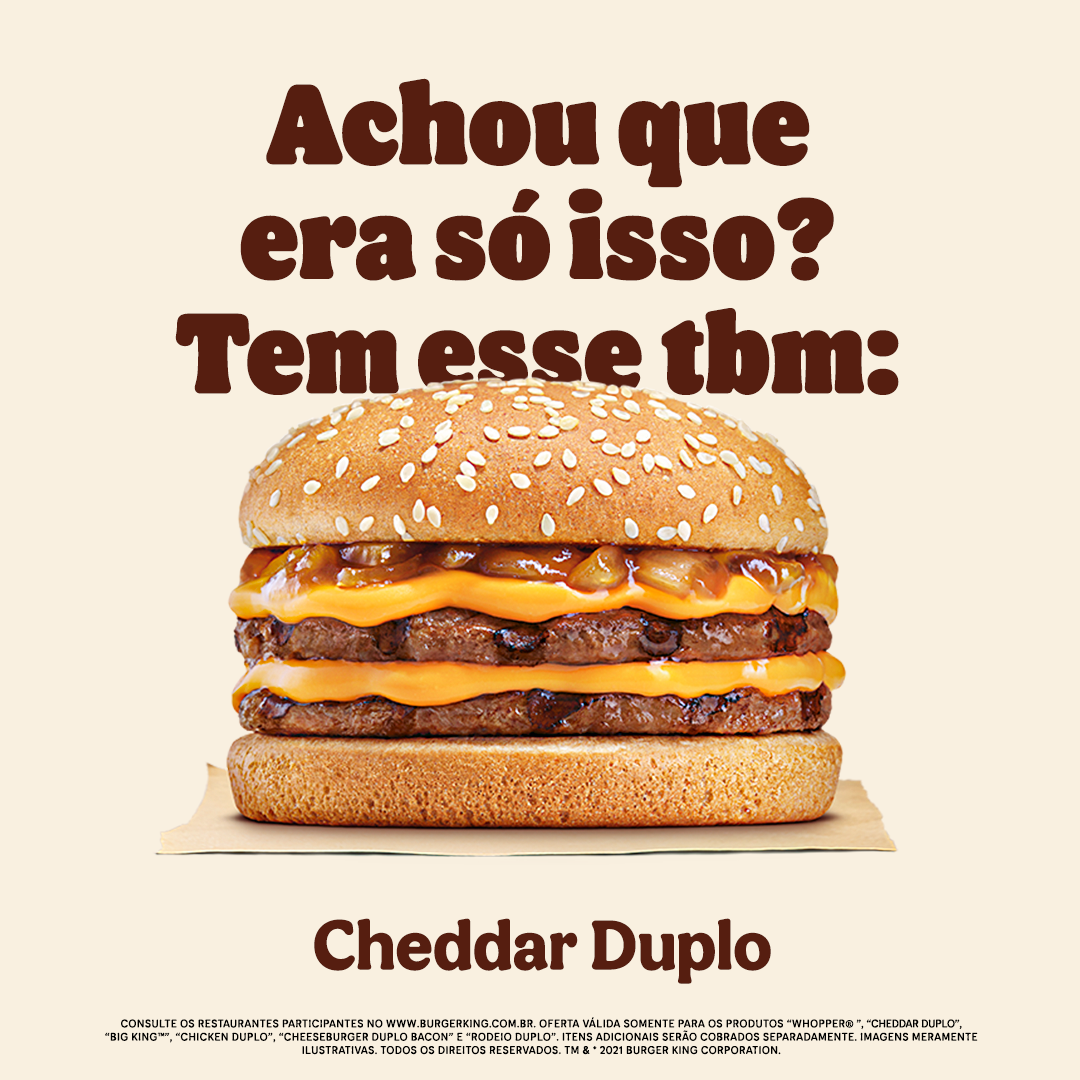 Achou que
era só isso?
Tem esse tbm:
Cheddar Duplo
CONSULTE OS RESTAURANTES PARTICIPANTES NO WWW.BURGERKING.COM.BR. OFERTA VÁLIDA SOMENTE PARA OS PRODUTOS “WHOPPER® ”, “CHEDDAR DUPLO”,
“BIG KING™”, “CHICKEN DUPLO”, “CHEESEBURGER DUPLO BACON” E “RODEIO DUPLO”. ITENS ADICIONAIS SERÃO COBRADOS SEPARADAMENTE. IMAGENS MERAMENTE
ILUSTRATIVAS. TODOS OS DIREITOS RESERVADOS. TM & * 2021 BURGER KING CORPORATION.